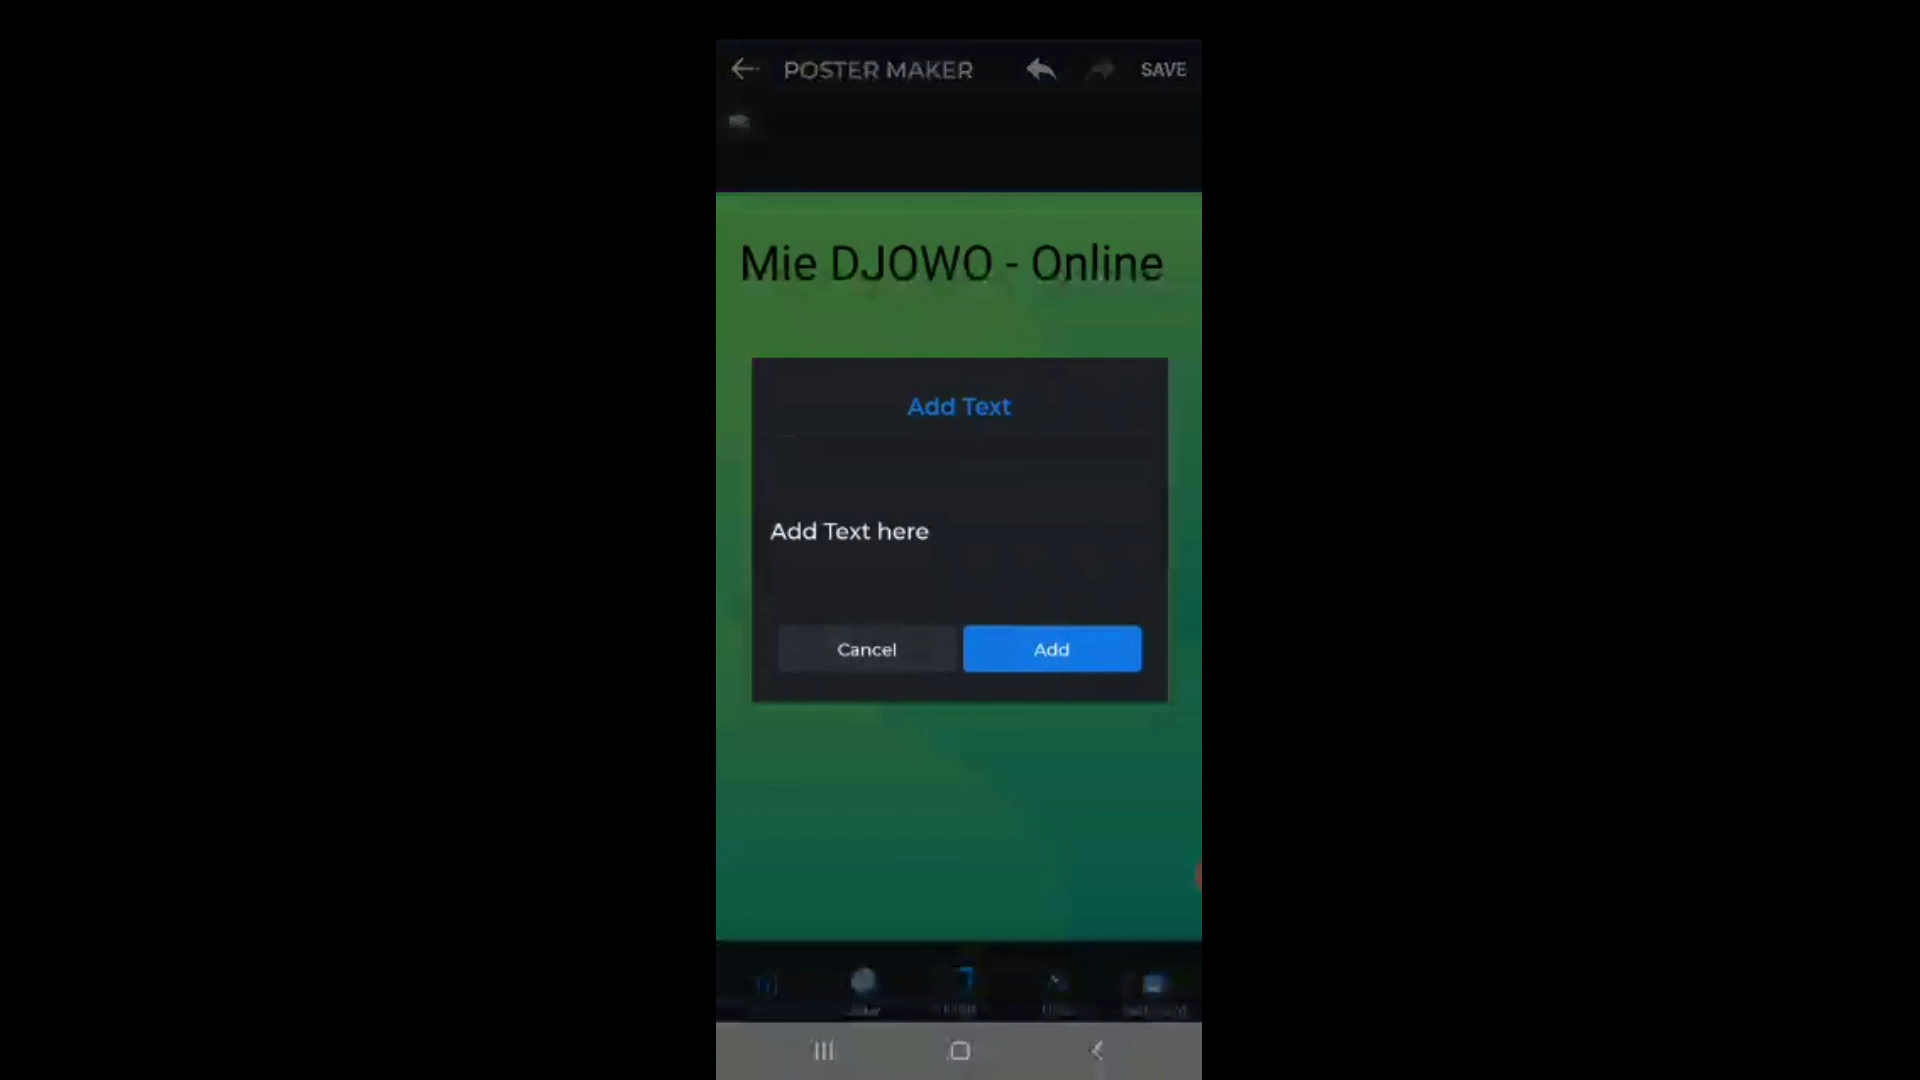 POSTER MAKER
SAVE
Mie DJOWO - Online
Add Text
Add Text here
Cancel
Add